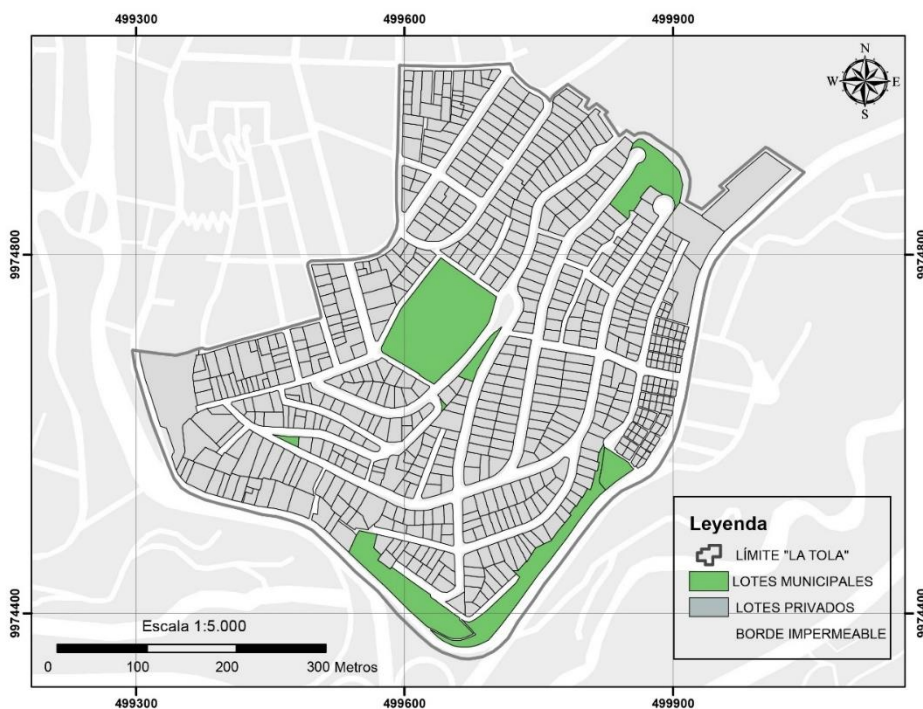 499300 499600 499900
N
W E
S
9974800 9974800
Leyenda
LÍMITE "LA TOLA"
LOTES MUNICIPALES
LOTES PRIVADOS
BORDE IMPERMEABLE
9974400 9974400
Escala 1:5.000
0 100 200 300 Metros
499300 499600 499900